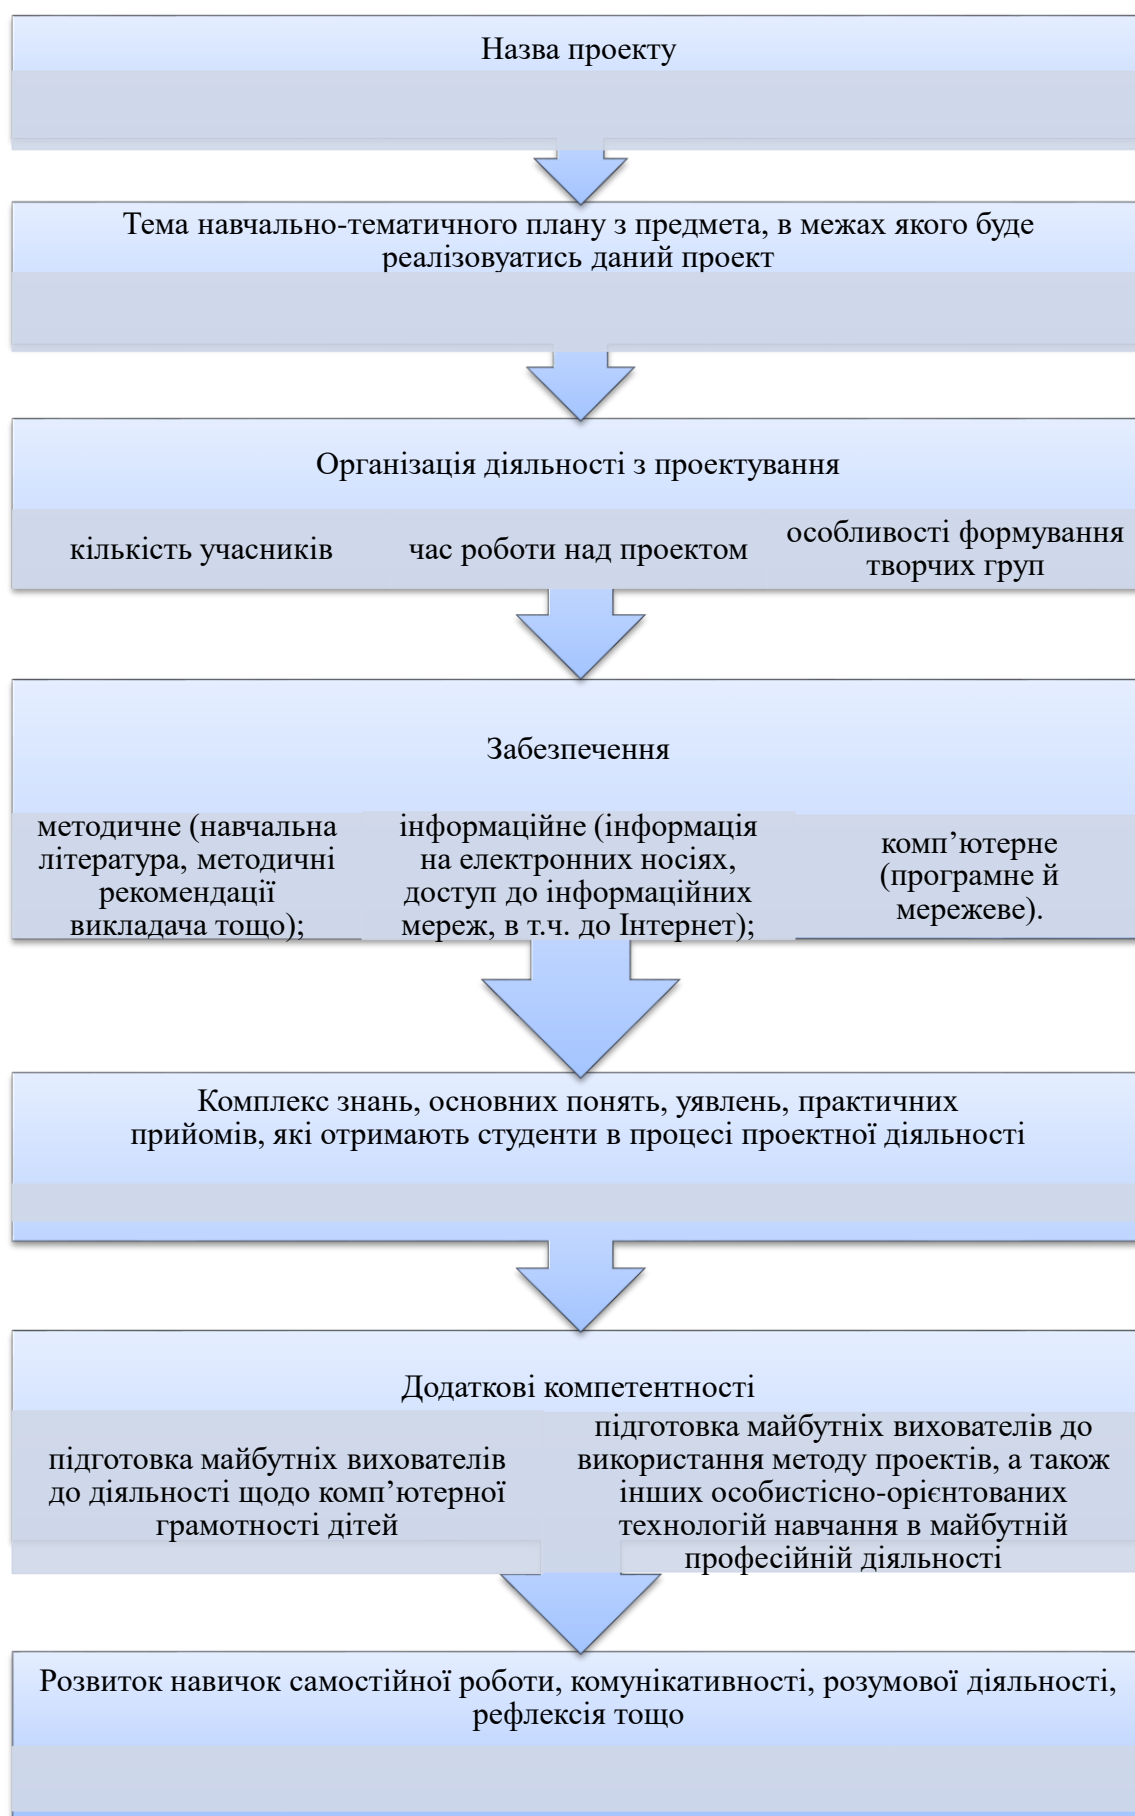 Назва проекту
Тема навчально-тематичного плану з предмета, в межах якого буде
реалізовуатись даний проект
Організація діяльності з проектування
кількість учасників
час роботи над проектом
особливості формування
творчих груп
Забезпечення
методичне (навчальна
література, методичні
рекомендації
викладача тощо);
інформаційне (інформація
на електронних носіях,
доступ до інформаційних
мереж, в т.ч. до Інтернет);
комп’ютерне
(програмне й
мережеве).
Комплекс знань, основних понять, уявлень, практичних
прийомів, які отримають студенти в процесі проектної діяльності
Додаткові компетентності
підготовка майбутніх вихователів
до діяльності щодо комп’ютерної
грамотності дітей
підготовка майбутніх вихователів до
використання методу проектів, а також
інших особистісно-орієнтованих
технологій навчання в майбутній
професійній діяльності
Розвиток навичок самостійної роботи, комунікативності, розумової діяльності,
рефлексія тощо